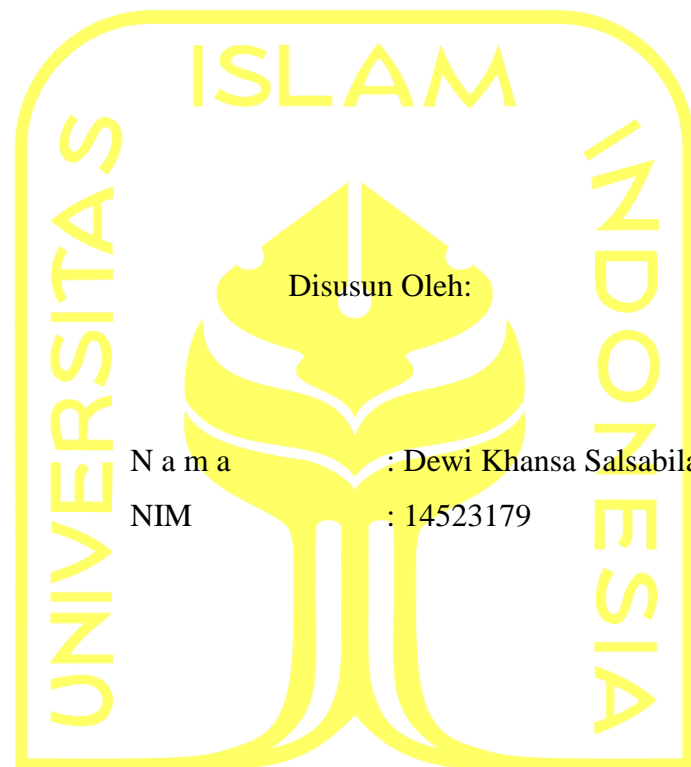 ISLAM
UNIVERSITAS
INDONESIA
Disusun Oleh:
N a m a : Dewi Khansa Salsabila
NIM : 14523179